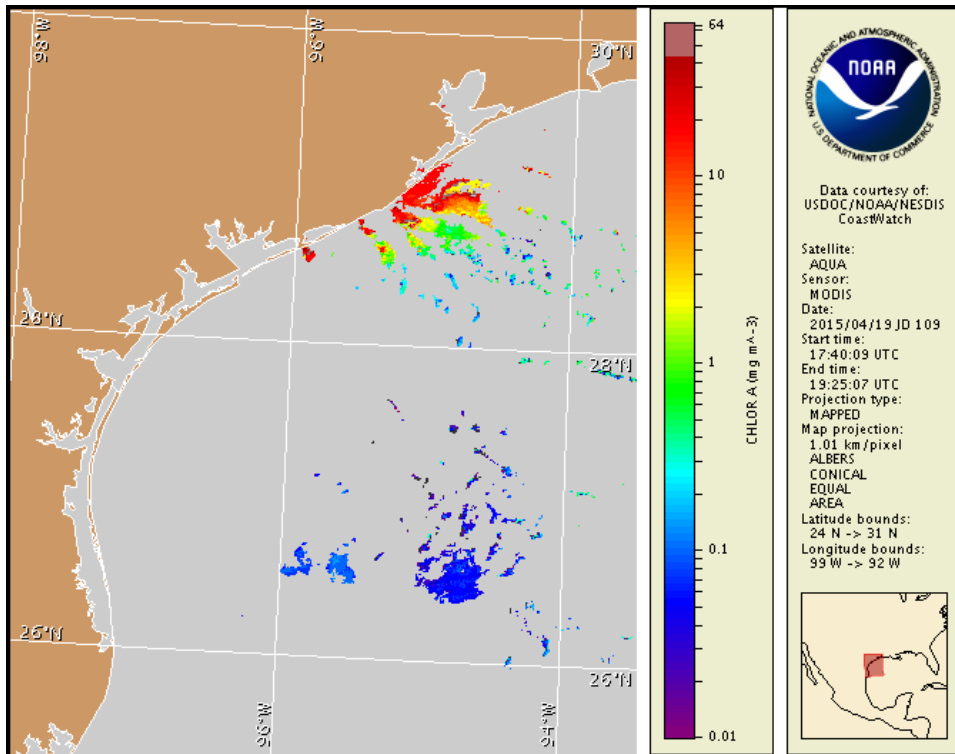 98°W
96°W
30°N
28°N
28°N
26°N
26°N
96°W
94°W
64
10
1
0.1
0.01
CHLOR A (mg m^-3)
NATIONAL OCEANIC AND ATMOSPHERIC ADMINISTRATION
NOAA
U.S. DEPARTMENT OF COMMERCE
Data courtesy of:
USDOC/NOAA/NESDIS
CoastWatch
Satellite:
AQUA
Sensor:
MODIS
Date:
2015/04/19 JD 109
Start time:
17:40:09 UTC
End time:
19:25:07 UTC
Projection type:
MAPPED
Map projection:
1.01 km/pixel
ALBERS
CONICAL
EQUAL
AREA
Latitude bounds:
24 N -> 31 N
Longitude bounds:
99 W -> 92 W